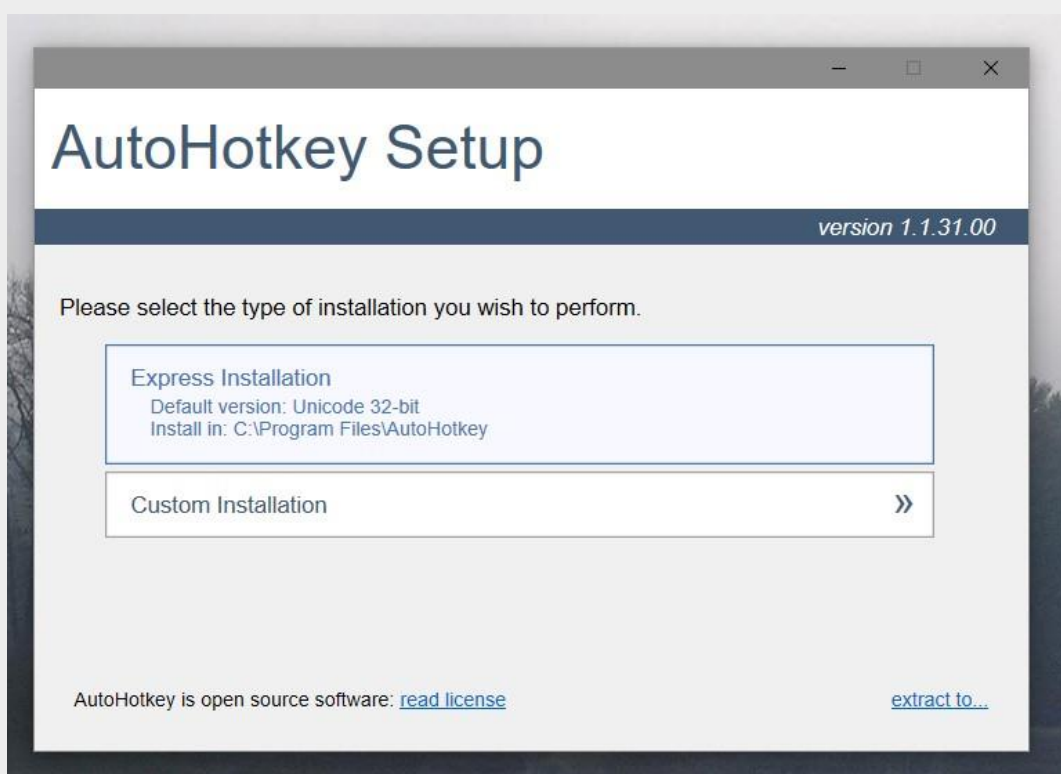 AutoHotkey Setup
version 1.1.31.00
Please select the type of installation you wish to perform.
Express Installation
Default version: Unicode 32-bit
Install in: C:\Program Files\AutoHotkey
Custom Installation »
AutoHotkey is open source software: read license extract to...